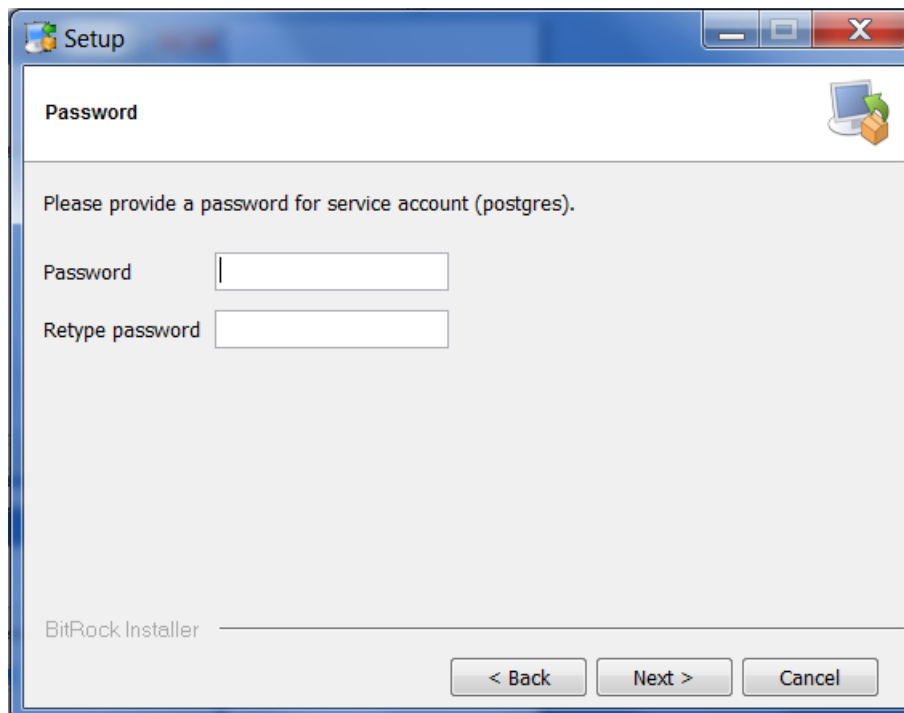 Setup
Password
Please provide a password for service account (postgres).
Password
Retype password
BitRock Installer
< Back
Next >
Cancel